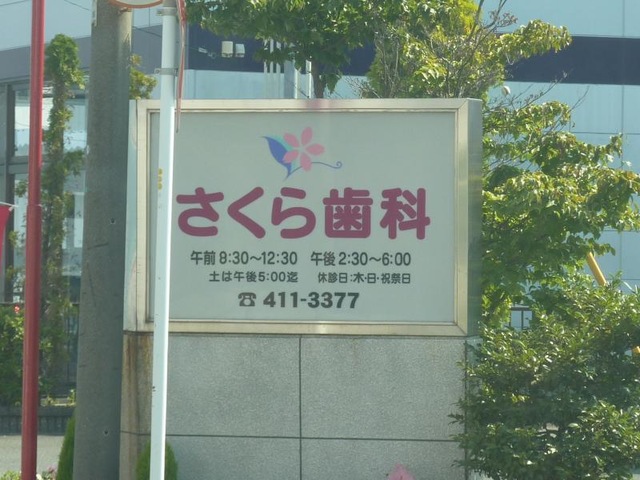 さくら歯科
午前 8:30～12:30 午後 2:30～6:00
土は午後5:00迄 休診日:木・日・祝祭日
☎ 411-3377